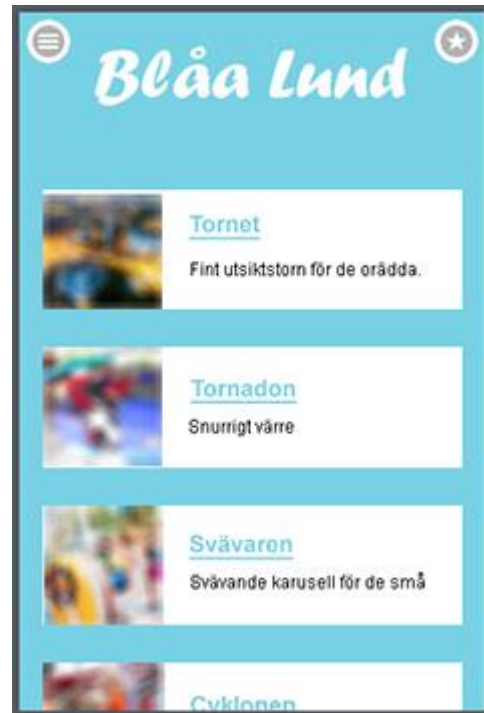 Blåa Lund
Tornet
Fint utsiktstorn för de orädda.
Tornadon
Snurrigt värre
Svävaren
Svävande karusell för de små
Cyklonen